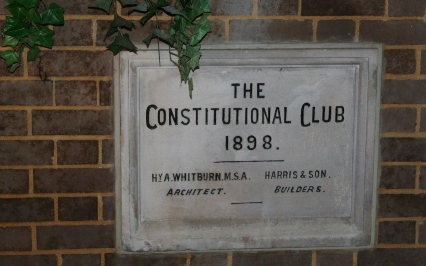 THE
CONSTITUTIONAL CLUB
1898.
HY A. WHITBURN. M.S.A. HARRIS & SON.
ARCHITECT. BUILDERS.